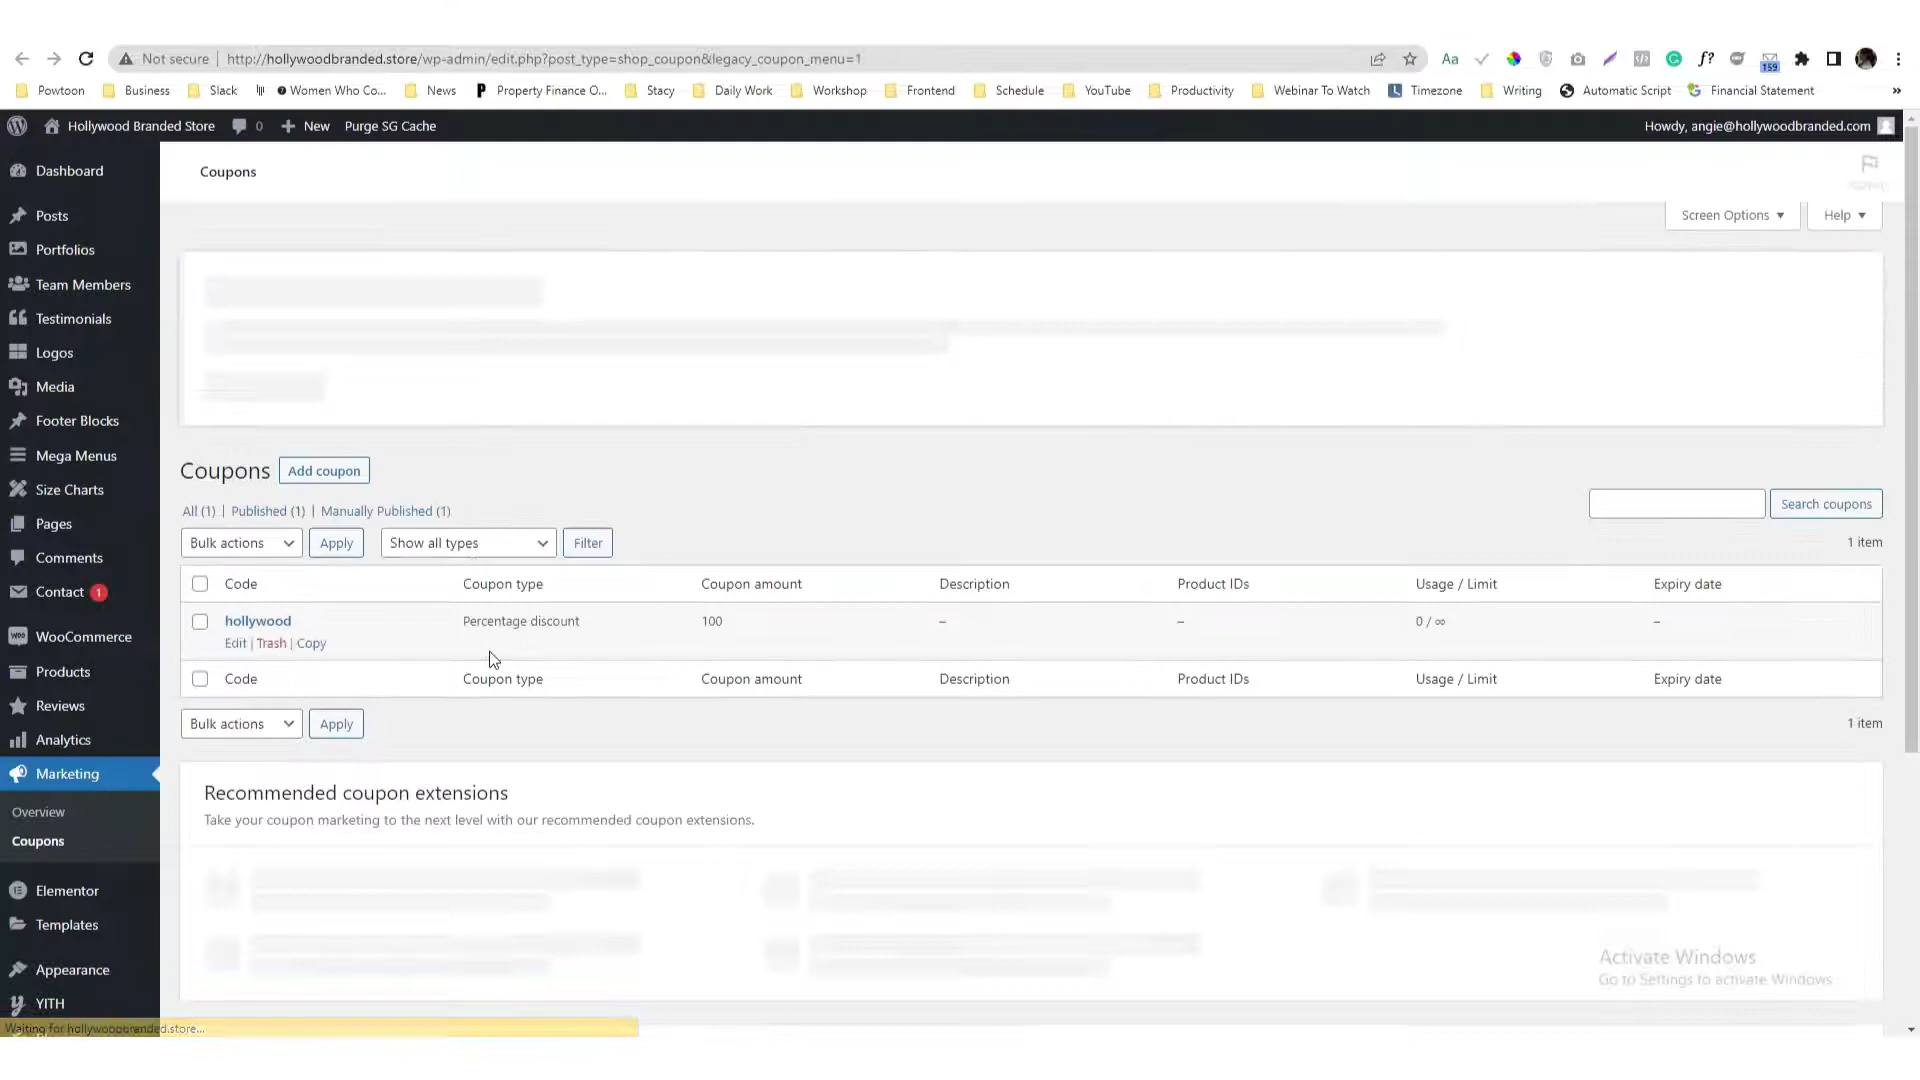 Not secure | http://hollywoodbranded.store/wp-admin/edit.php?post_type=shop_coupon&legacy_coupon_menu=1
Aa f? 159
Powtoon Business Slack Women Who Co... News Property Finance O... Stacy Daily Work Workshop Frontend Schedule YouTube Productivity Webinar To Watch Timezone Writing Automatic Script Financial Statement »
Hollywood Branded Store 0 New Purge SG Cache Howdy, angie@hollywoodbranded.com
Dashboard
Posts
Portfolios
Team Members
Testimonials
Logos
Media
Footer Blocks
Mega Menus
Size Charts
Pages
Comments
Contact 1
WooCommerce
Products
Reviews
Analytics
Marketing
Overview
Coupons
Elementor
Templates
Appearance
YITH
Waiting for hollywoodbranded.store...
Coupons
Screen Options Help
Coupons Add coupon
All (1) | Published (1) | Manually Published (1)
Search coupons
Bulk actions Apply Show all types Filter 1 item
Code Coupon type Coupon amount Description Product IDs Usage / Limit Expiry date
hollywood Percentage discount 100 – – 0 / ∞ –
Edit | Trash | Copy
Code Coupon type Coupon amount Description Product IDs Usage / Limit Expiry date
Bulk actions Apply 1 item
Recommended coupon extensions
Take your coupon marketing to the next level with our recommended coupon extensions.
Activate Windows
Go to Settings to activate Windows.